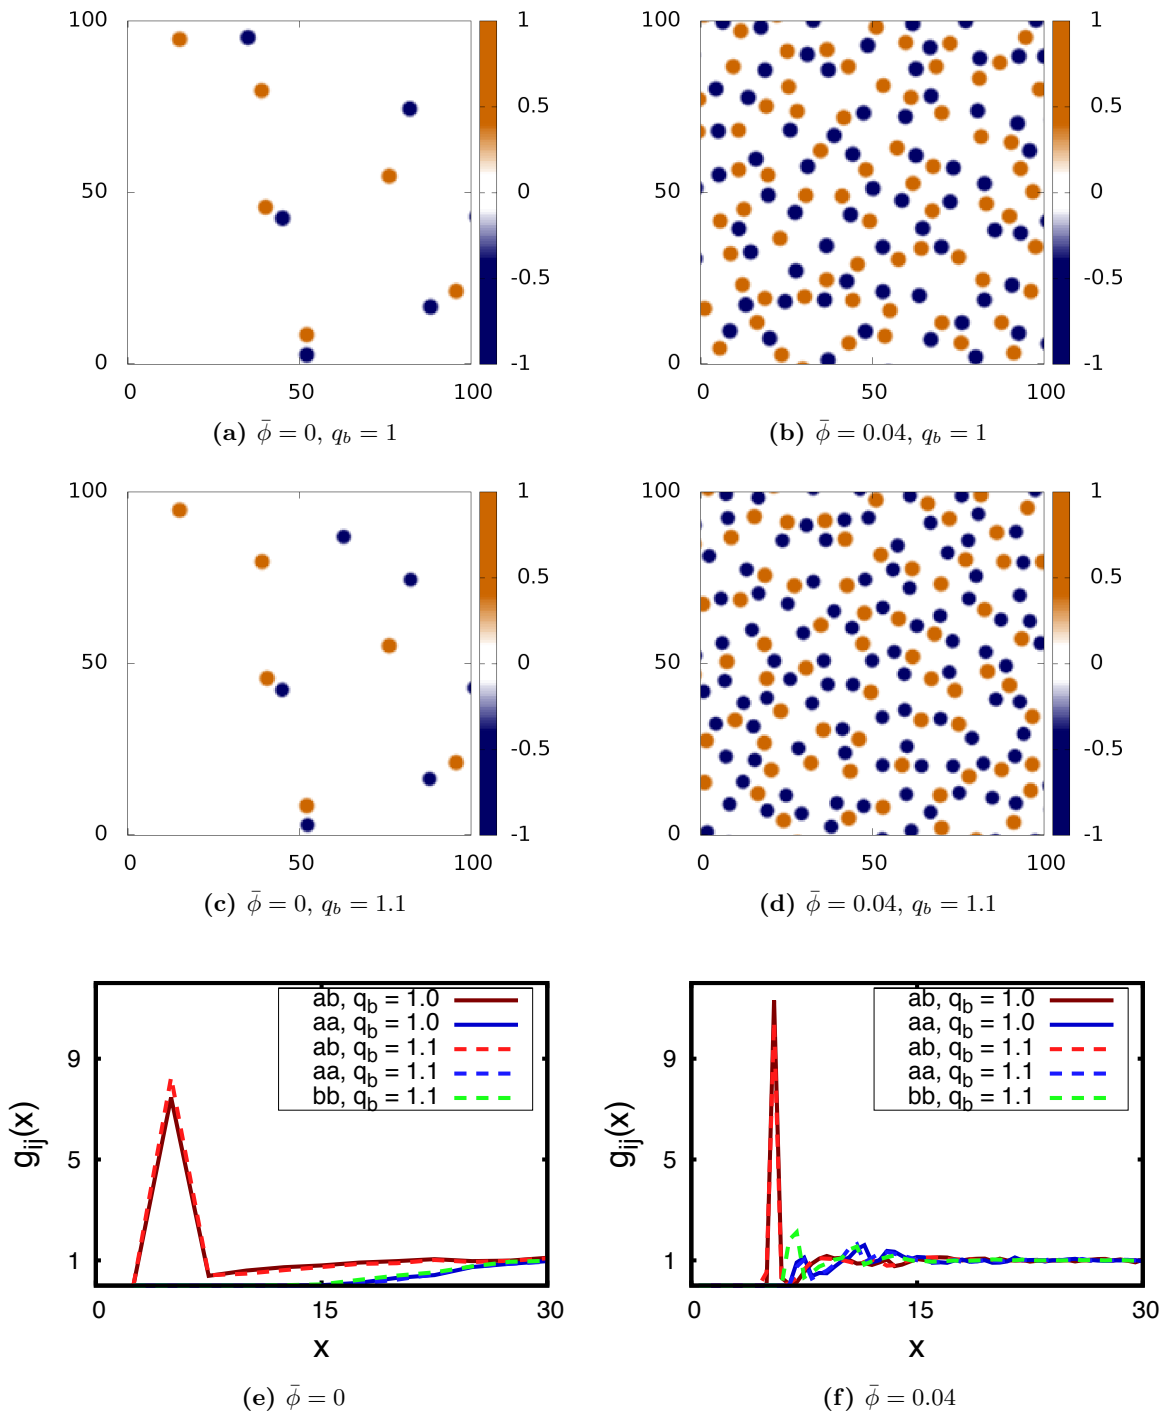 100
50
0
0 50 100
1
0.5
0
-0.5
-1
(a) ϕ̄ = 0, q_b = 1
100
50
0
0 50 100
1
0.5
0
-0.5
-1
(b) ϕ̄ = 0.04, q_b = 1
100
50
0
0 50 100
1
0.5
0
-0.5
-1
(c) ϕ̄ = 0, q_b = 1.1
100
50
0
0 50 100
1
0.5
0
-0.5
-1
(d) ϕ̄ = 0.04, q_b = 1.1
ab, q_b = 1.0
aa, q_b = 1.0
ab, q_b = 1.1
aa, q_b = 1.1
bb, q_b = 1.1
9
5
1
g_ij(x)
0 15 30
x
(e) ϕ̄ = 0
ab, q_b = 1.0
aa, q_b = 1.0
ab, q_b = 1.1
aa, q_b = 1.1
bb, q_b = 1.1
9
5
1
g_ij(x)
0 15 30
x
(f) ϕ̄ = 0.04